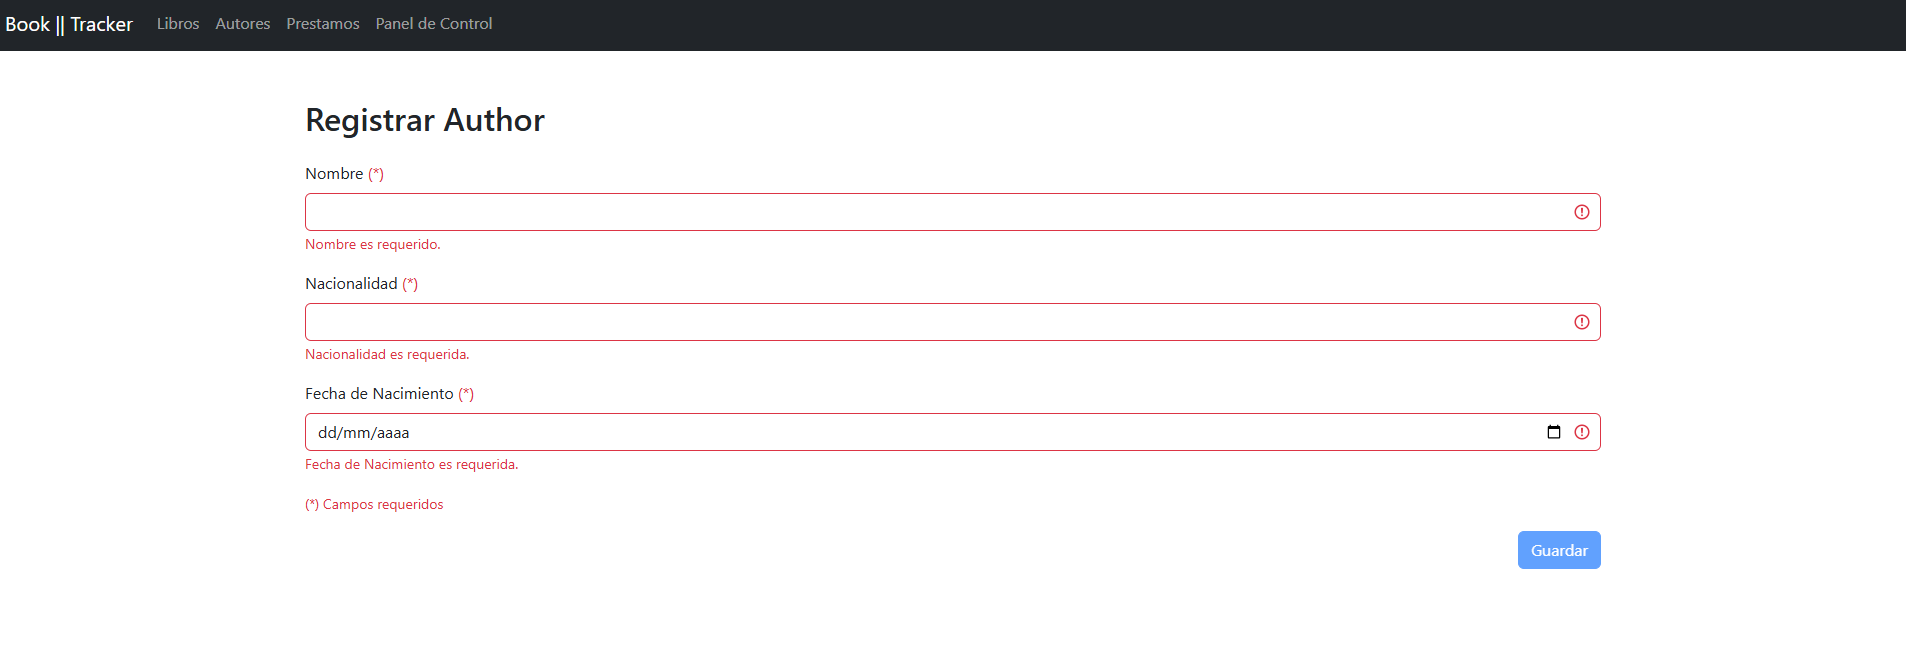 Book || Tracker Libros Autores Prestamos Panel de Control
Registrar Author
Nombre (*)
Nombre es requerido.
Nacionalidad (*)
Nacionalidad es requerida.
Fecha de Nacimiento (*)
dd/mm/aaaa
Fecha de Nacimiento es requerida.
(*) Campos requeridos
Guardar